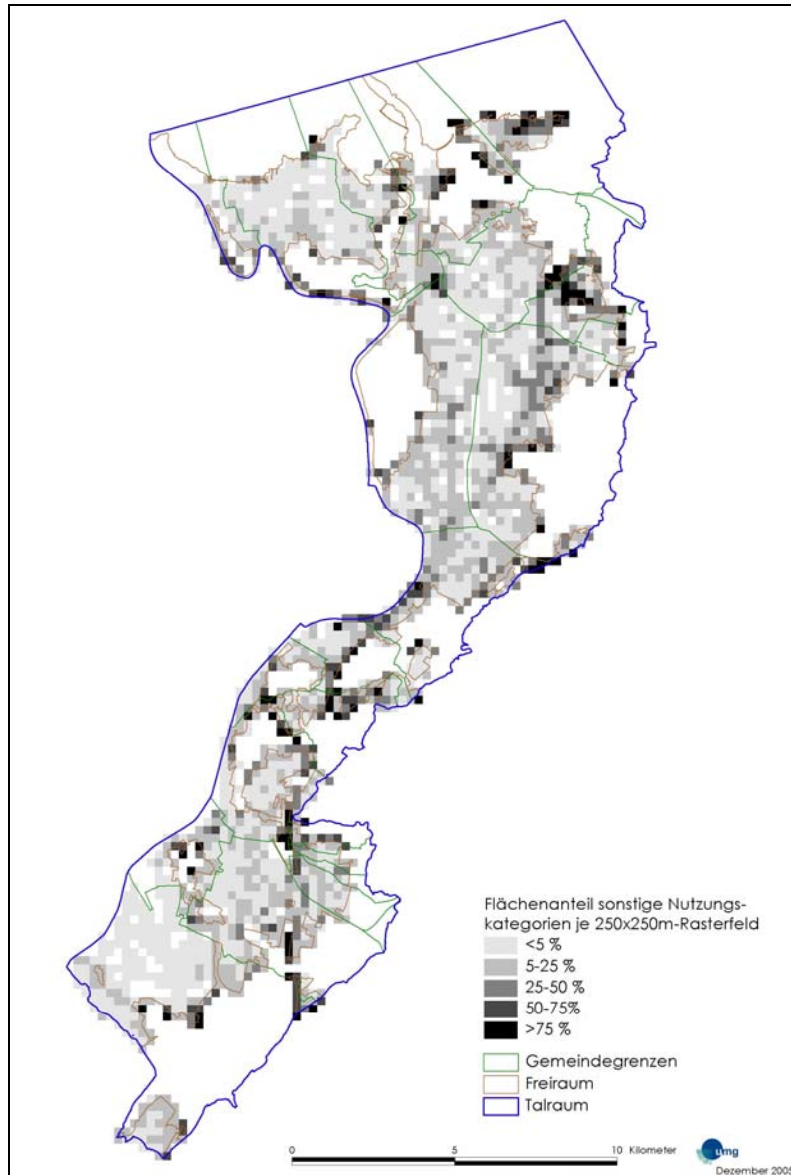 Flächenanteil sonstige Nutzungs-
kategorien je 250x250m-Rasterfeld
<5 %
5-25 %
25-50 %
50-75%
>75 %
Gemeindegrenzen
Freiraum
Talraum
0 5 10 Kilometer
umg
Dezember 2005